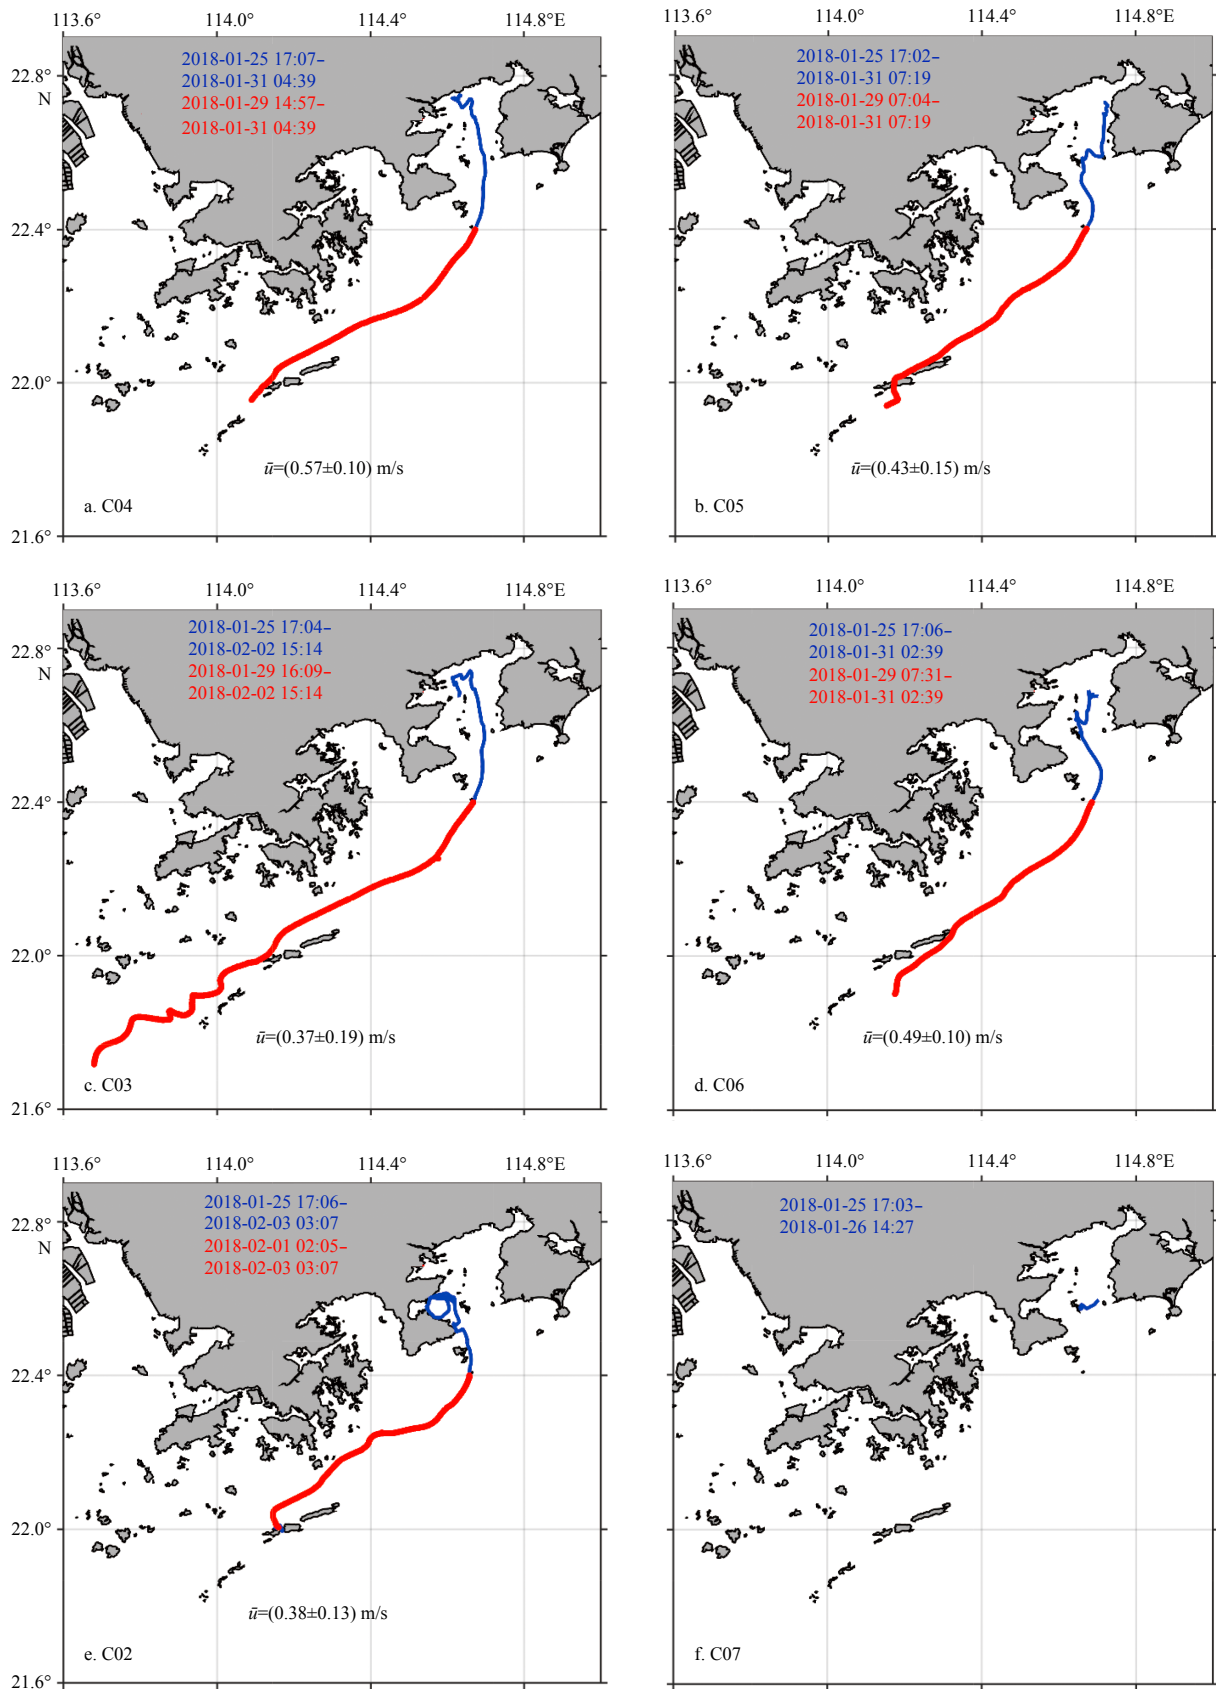 113.6° 114.0° 114.4° 114.8°E
22.8°
N
22.4°
22.0°
21.6°
2018-01-25 17:07–
2018-01-31 04:39
2018-01-29 14:57–
2018-01-31 04:39
ū=(0.57±0.10) m/s
a. C04
113.6° 114.0° 114.4° 114.8°E
2018-01-25 17:02–
2018-01-31 07:19
2018-01-29 07:04–
2018-01-31 07:19
ū=(0.43±0.15) m/s
b. C05
113.6° 114.0° 114.4° 114.8°E
22.8°
N
22.4°
22.0°
21.6°
2018-01-25 17:04–
2018-02-02 15:14
2018-01-29 16:09–
2018-02-02 15:14
ū=(0.37±0.19) m/s
c. C03
113.6° 114.0° 114.4° 114.8°E
2018-01-25 17:06–
2018-01-31 02:39
2018-01-29 07:31–
2018-01-31 02:39
ū=(0.49±0.10) m/s
d. C06
113.6° 114.0° 114.4° 114.8°E
22.8°
N
22.4°
22.0°
21.6°
2018-01-25 17:06–
2018-02-03 03:07
2018-02-01 02:05–
2018-02-03 03:07
ū=(0.38±0.13) m/s
e. C02
113.6° 114.0° 114.4° 114.8°E
2018-01-25 17:03–
2018-01-26 14:27
f. C07